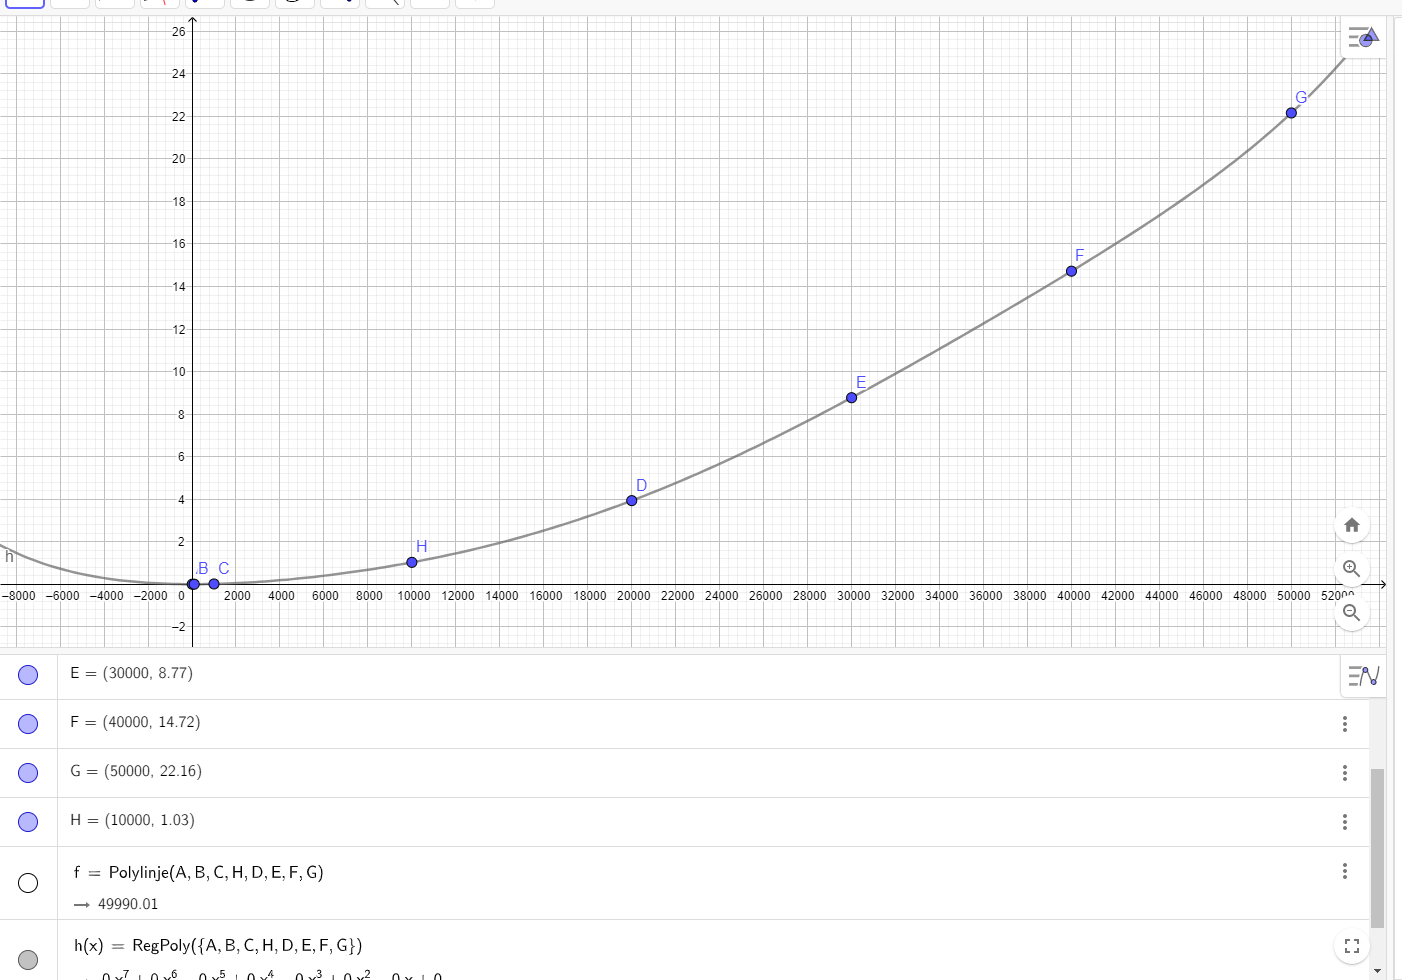 26
24
G
22
20
18
16
F
14
12
10
E
8
6
D
4
H
2
h
B C
−8000 −6000 −4000 −2000 0 2000 4000 6000 8000 10000 12000 14000 16000 18000 20000 22000 24000 26000 28000 30000 32000 34000 36000 38000 40000 42000 44000 46000 48000 50000 52000
−2
E = (30000, 8.77)
F = (40000, 14.72)
G = (50000, 22.16)
H = (10000, 1.03)
f = Polylinje(A, B, C, H, D, E, F, G)
→ 49990.01
h(x) = RegPoly({A, B, C, H, D, E, F, G})